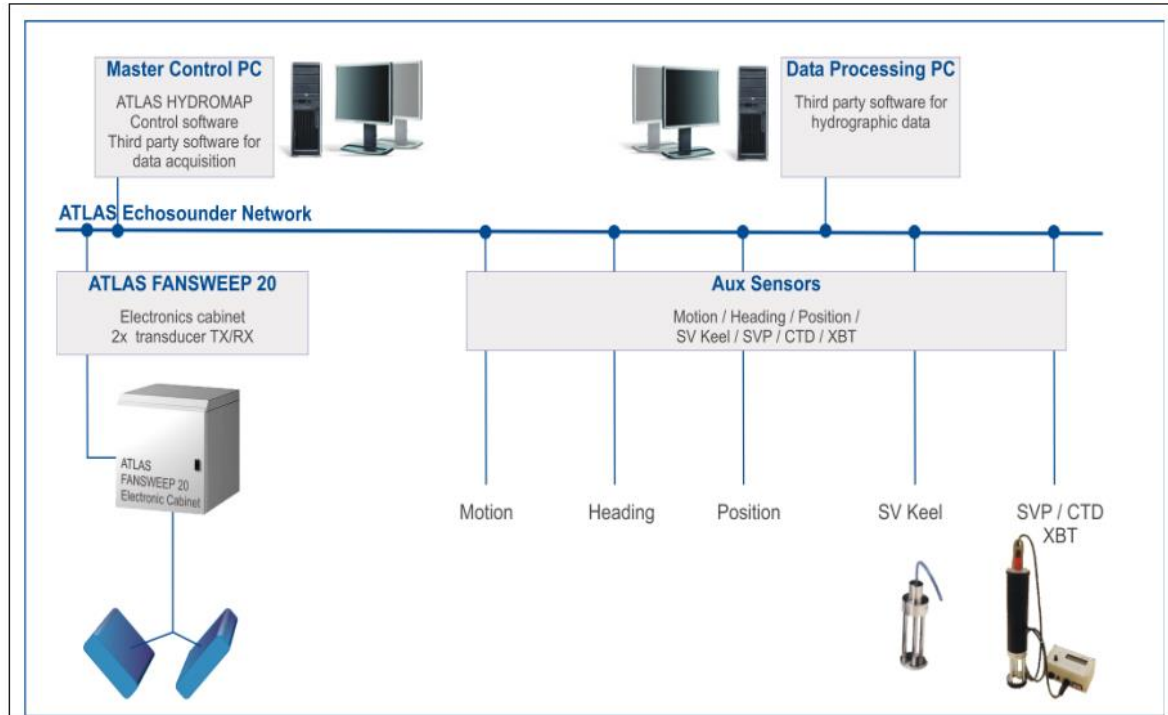 Master Control PC
ATLAS HYDROMAP
Control software
Third party software for
data acquisition
Data Processing PC
Third party software for
hydrographic data
ATLAS Echosounder Network
ATLAS FANSWEEP 20
Electronics cabinet
2x transducer TX/RX
Aux Sensors
Motion / Heading / Position /
SV Keel / SVP / CTD / XBT
ATLAS
FANSWEEP 20
Electronic Cabinet
Motion
Heading
Position
SV Keel
SVP / CTD
XBT